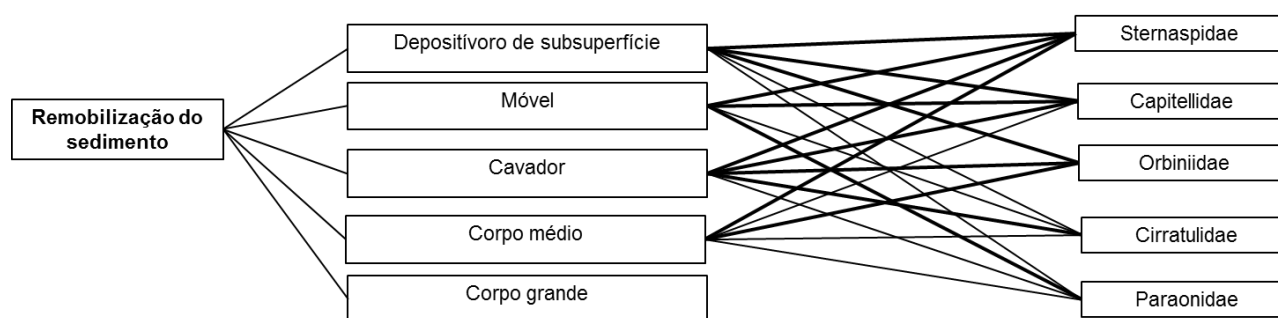 Remobilização do
sedimento
Depositívoro de subsuperfície
Móvel
Cavador
Corpo médio
Corpo grande
Sternaspidae
Capitellidae
Orbiniidae
Cirratulidae
Paraonidae